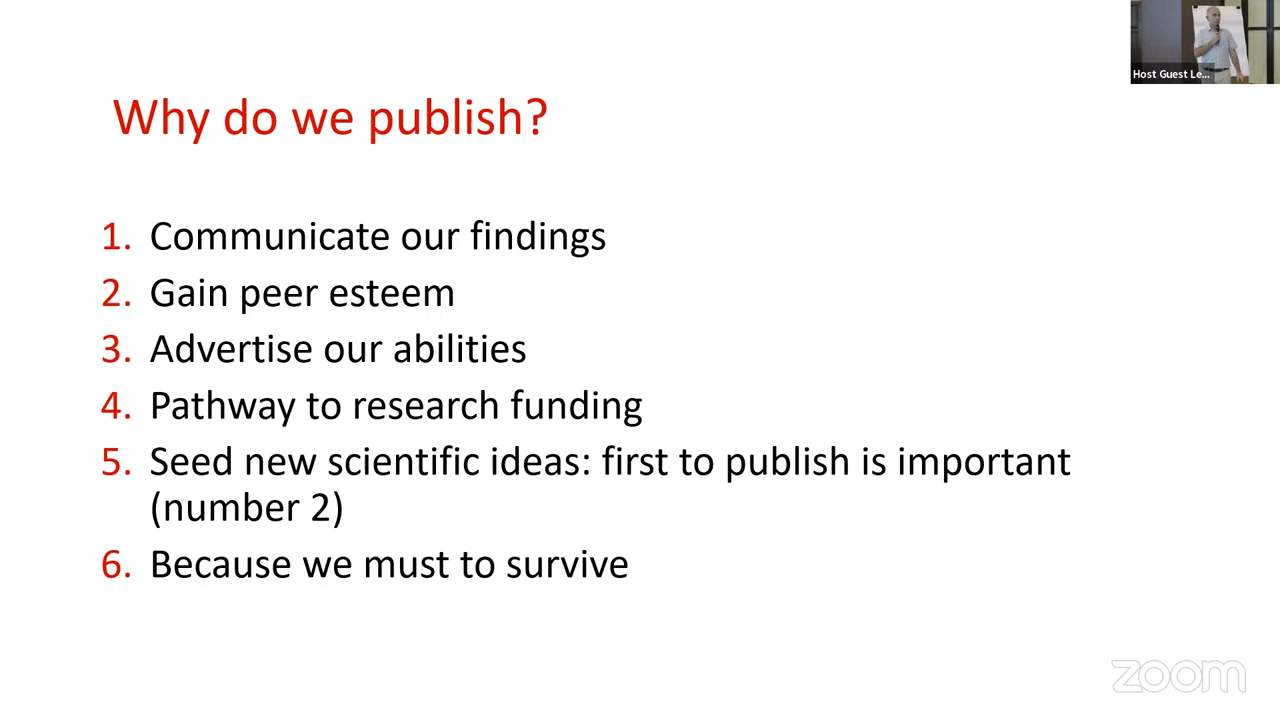 Host Guest Le...
Why do we publish?
1. Communicate our findings
2. Gain peer esteem
3. Advertise our abilities
4. Pathway to research funding
5. Seed new scientific ideas: first to publish is important
(number 2)
6. Because we must to survive
zoom